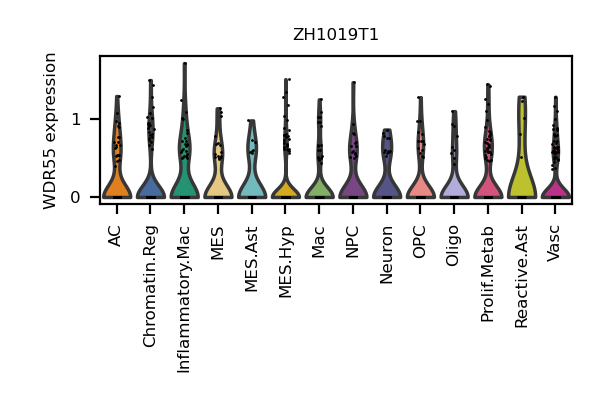 ZH1019T1
WDR55 expression
1
0
AC
Chromatin.Reg
Inflammatory.Mac
MES
MES.Ast
MES.Hyp
Mac
NPC
Neuron
OPC
Oligo
Prolif.Metab
Reactive.Ast
Vasc